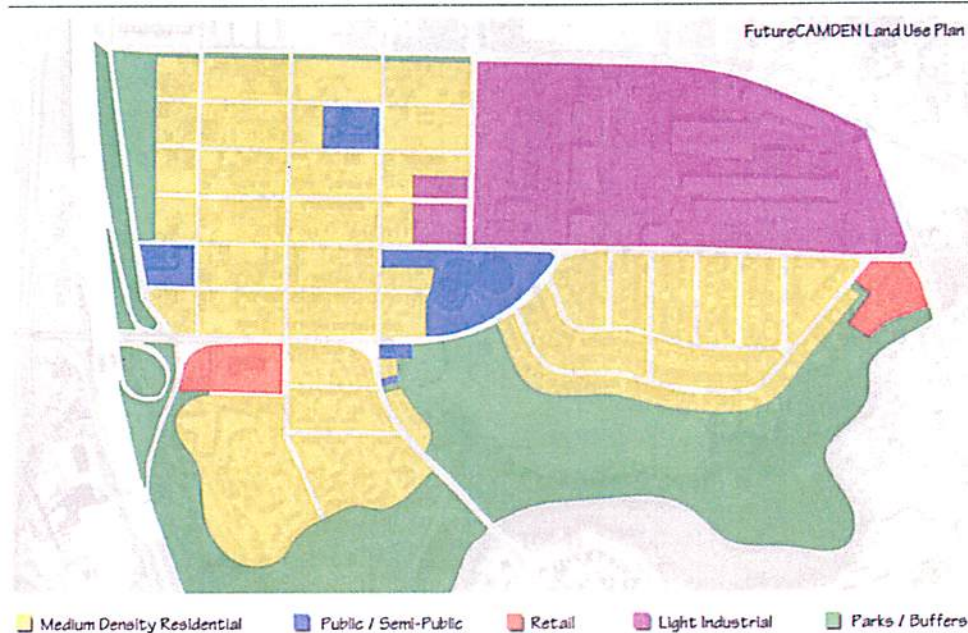 FutureCAMDEN Land Use Plan
Medium Density Residential
Public / Semi-Public
Retail
Light Industrial
Parks / Buffers